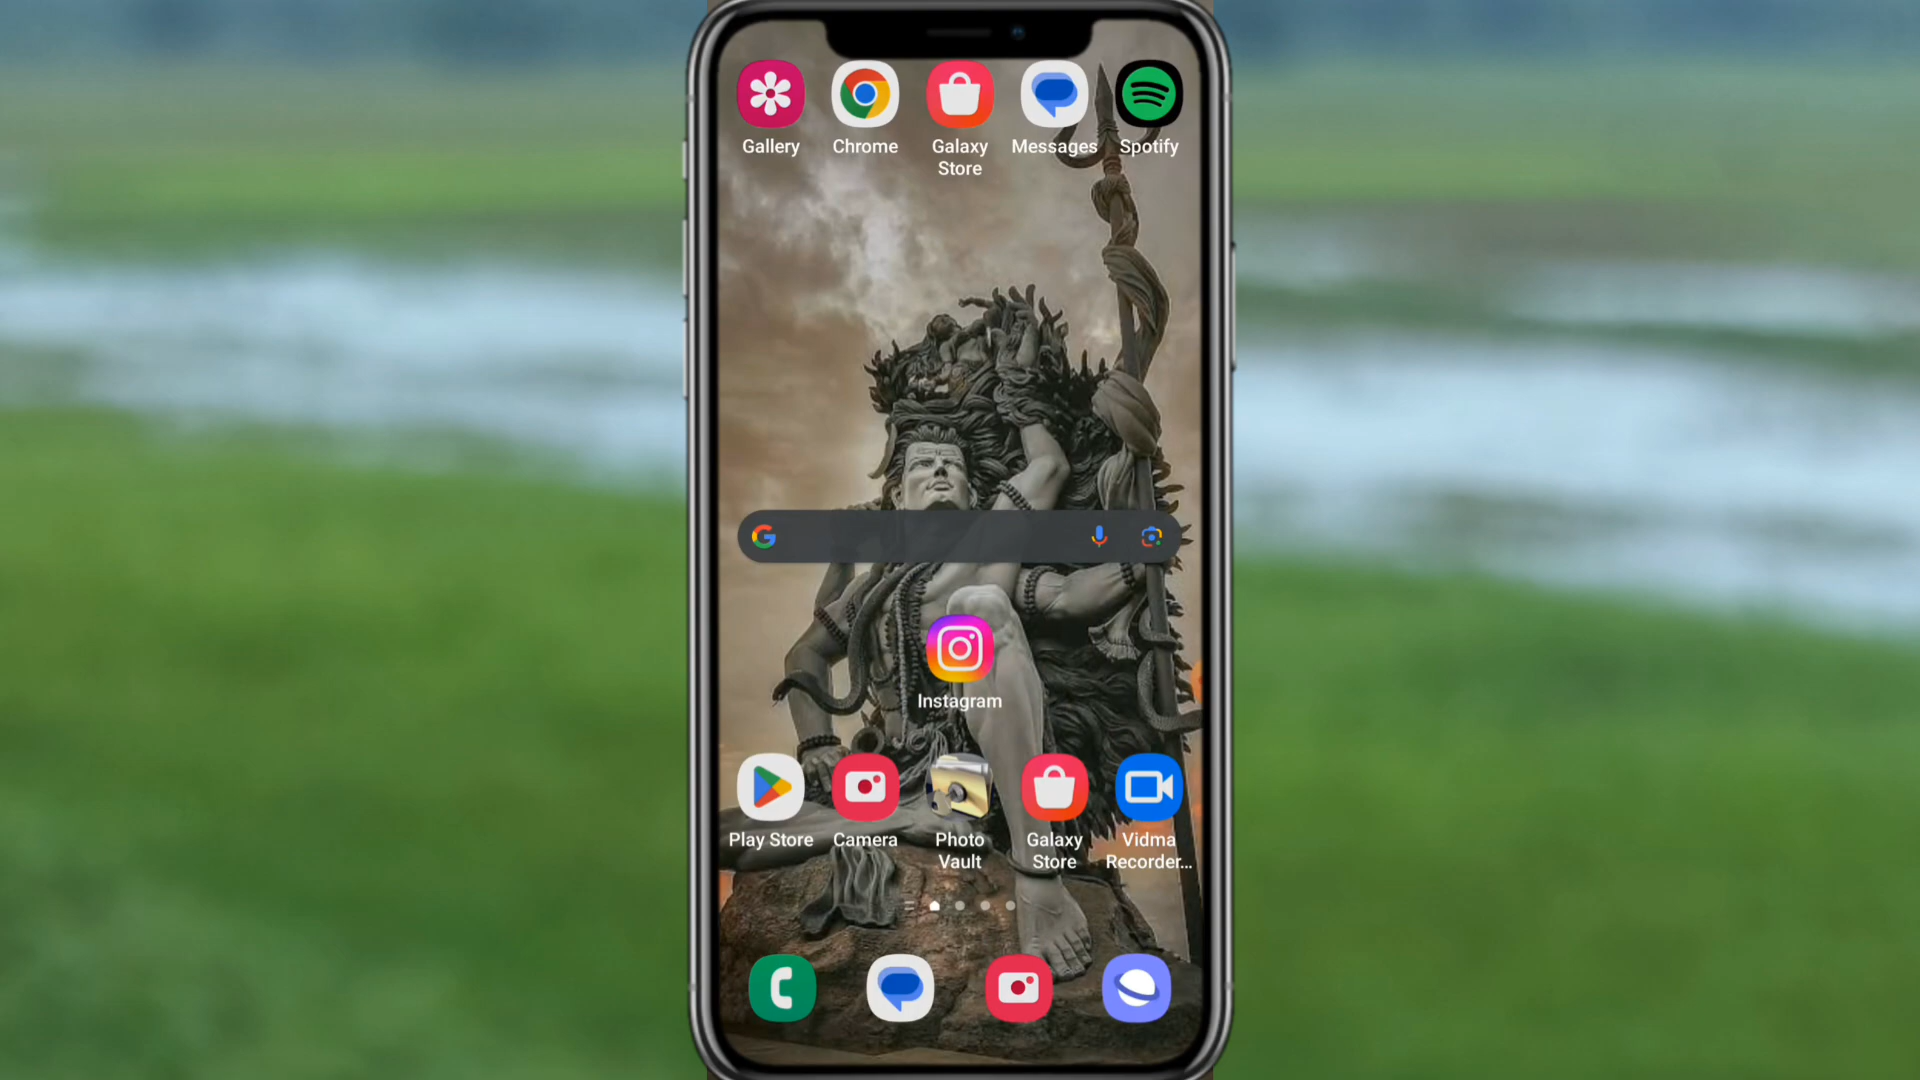 Gallery
Chrome
Galaxy
Store
Messages
Spotify
Instagram
Play Store
Camera
Photo
Vault
Galaxy
Store
Vidma
Recorder...